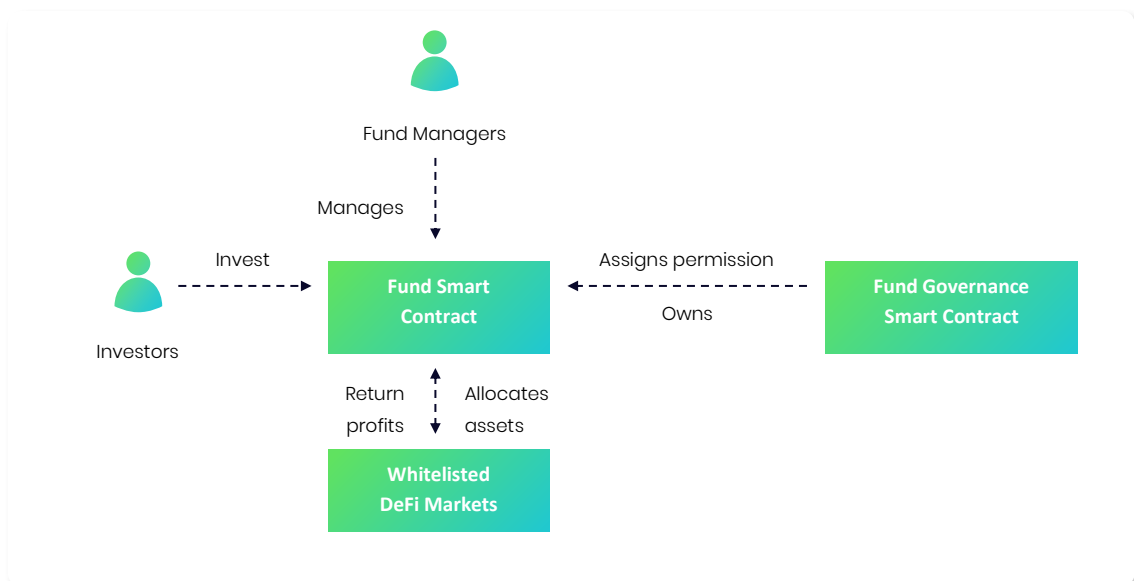 Fund Managers
Manages
Invest
Assigns permission
Fund Smart
Contract
Fund Governance
Smart Contract
Owns
Investors
Return
profits
Allocates
assets
Whitelisted
DeFi Markets